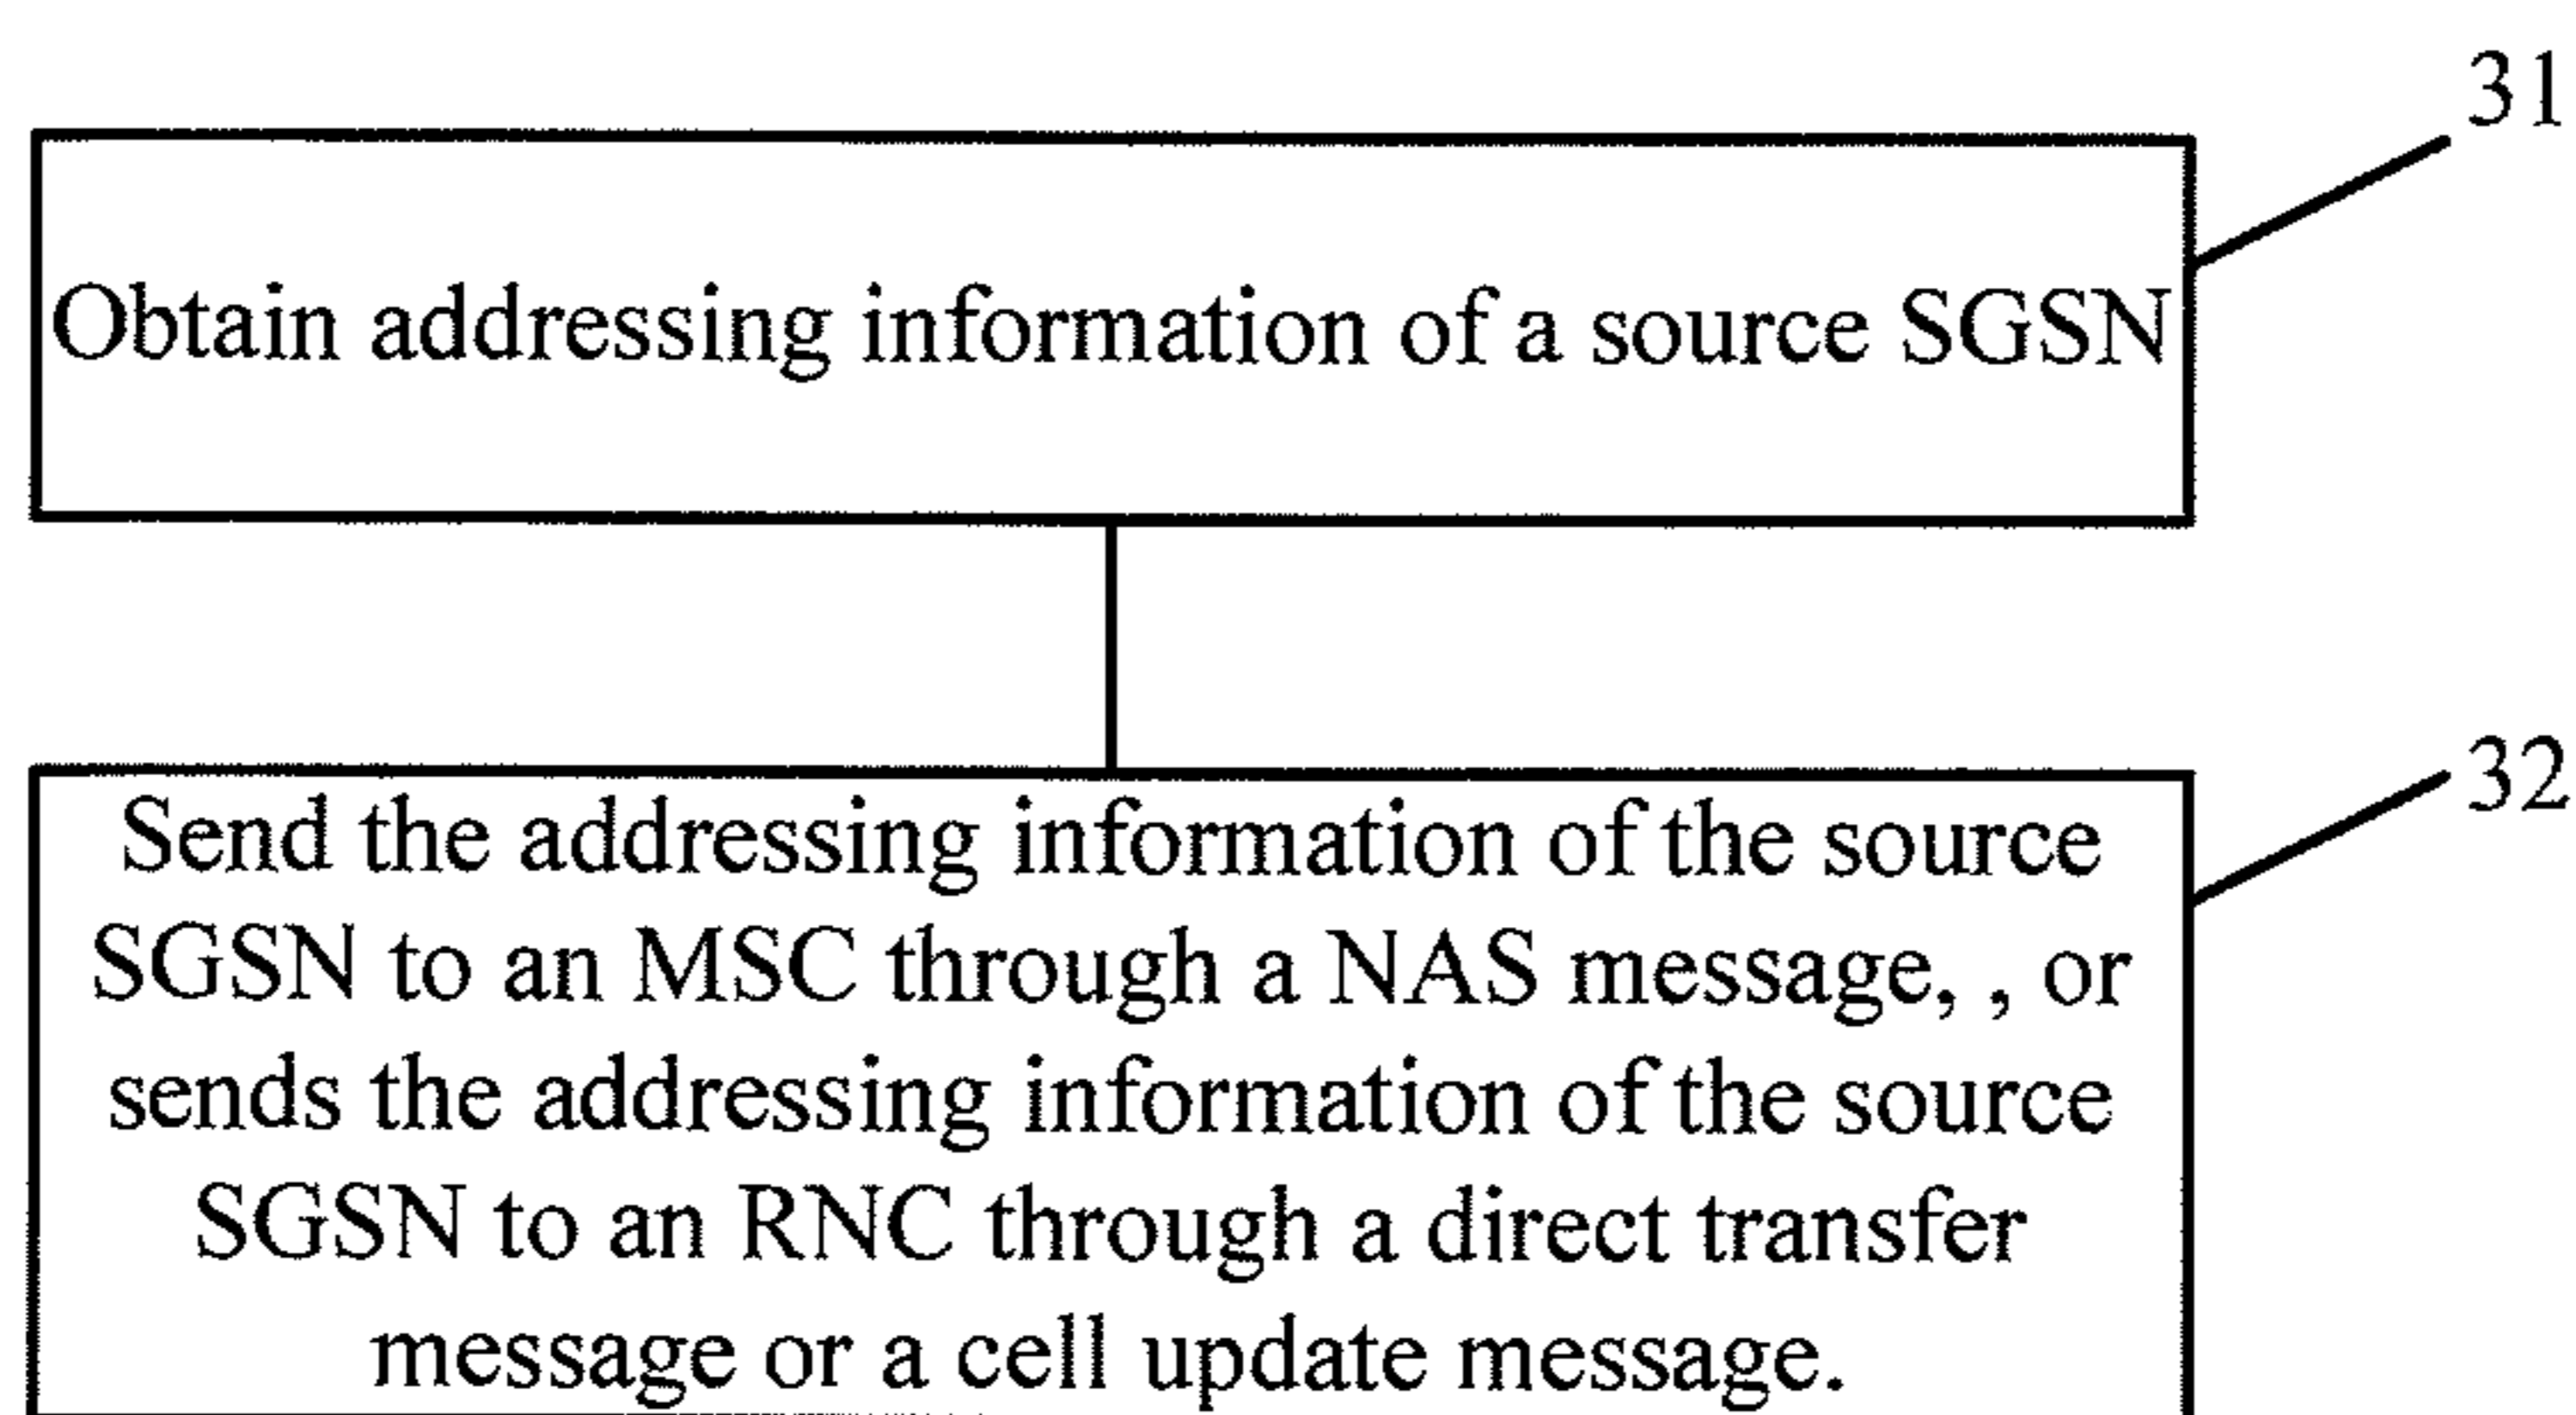 31
Obtain addressing information of a source SGSN
32
Send the addressing information of the source
SGSN to an MSC through a NAS message, , or
sends the addressing information of the source
SGSN to an RNC through a direct transfer
message or a cell update message.